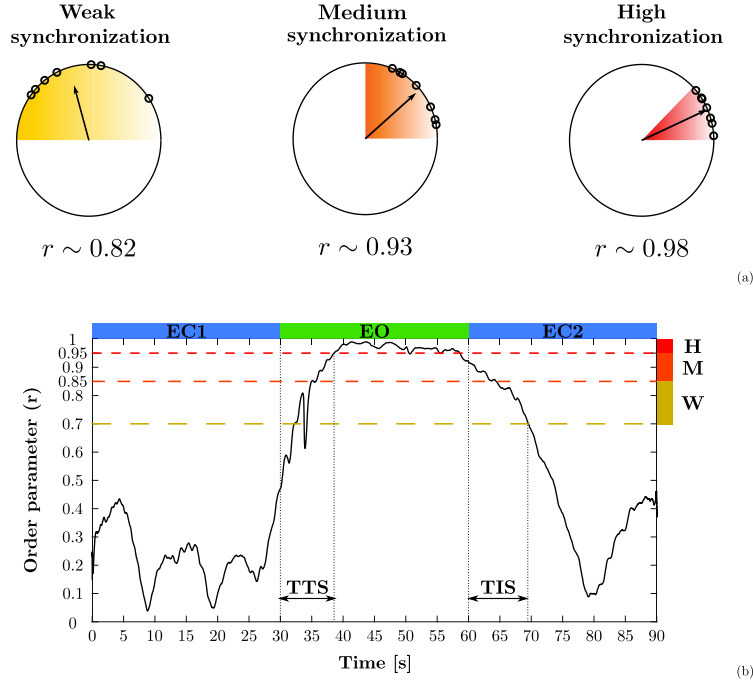 Weak
synchronization
Medium
synchronization
High
synchronization
r ∼ 0.82
r ∼ 0.93
r ∼ 0.98
(a)
EC1 EO EC2
1
0.95
0.9
0.85
0.8
0.7
0.6
0.5
0.4
0.3
0.2
0.1
0
H
M
W
Order parameter (r)
TTS
TIS
0 5 10 15 20 25 30 35 40 45 50 55 60 65 70 75 80 85 90
Time [s]
(b)